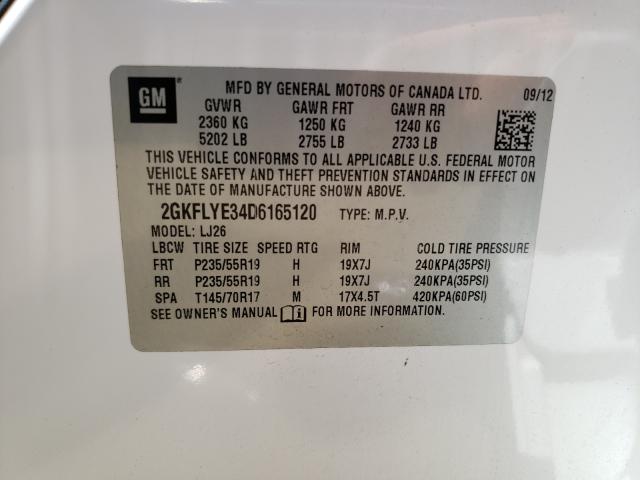 GM
MFD BY GENERAL MOTORS OF CANADA LTD. 09/12
GVWR GAWR FRT GAWR RR
2360 KG 1250 KG 1240 KG
5202 LB 2755 LB 2733 LB
THIS VEHICLE CONFORMS TO ALL APPLICABLE U.S. FEDERAL MOTOR
VEHICLE SAFETY AND THEFT PREVENTION STANDARDS IN EFFECT ON
THE DATE OF MANUFACTURE SHOWN ABOVE.
2GKFLYE34D6165120 TYPE: M.P.V.
MODEL: LJ26
LBCW TIRE SIZE SPEED RTG RIM COLD TIRE PRESSURE
FRT P235/55R19 H 19X7J 240KPA(35PSI)
RR P235/55R19 H 19X7J 240KPA(35PSI)
SPA T145/70R17 M 17X4.5T 420KPA(60PSI)
SEE OWNER'S MANUAL i FOR MORE INFORMATION.